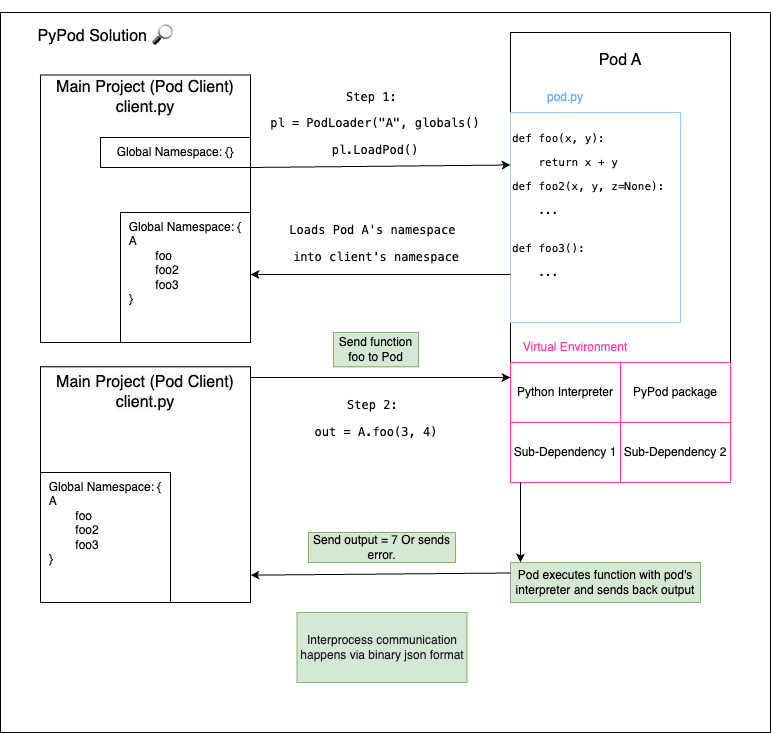 PyPod Solution
Main Project (Pod Client)
client.py
Global Namespace: {}
Global Namespace: {
A
foo
foo2
foo3
}
Step 1:
pl = PodLoader("A", globals()
pl.LoadPod()
Loads Pod A's namespace
into client's namespace
Pod A
pod.py
def foo(x, y):
return x + y
def foo2(x, y, z=None):
...
def foo3():
...
Virtual Environment
Python Interpreter
PyPod package
Sub-Dependency 1
Sub-Dependency 2
Send function
foo to Pod
Main Project (Pod Client)
client.py
Step 2:
out = A.foo(3, 4)
Global Namespace: {
A
foo
foo2
foo3
}
Send output = 7 Or sends
error.
Pod executes function with pod's
interpreter and sends back output
Interprocess communication
happens via binary json format